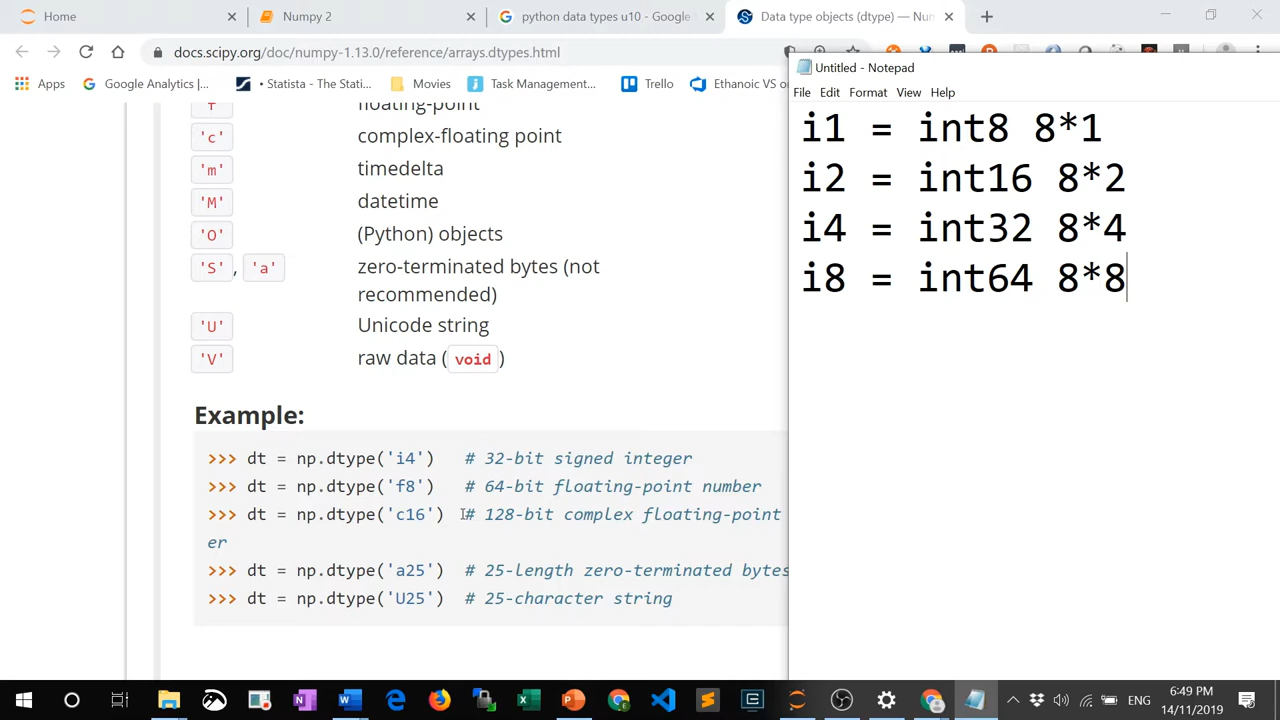 Home
Numpy 2
python data types u10 - Google
Data type objects (dtype) — Num
docs.scipy.org/doc/numpy-1.13.0/reference/arrays.dtypes.html
Apps
Google Analytics |...
• Statista - The Stati...
Movies
Task Management...
Trello
Ethanoic VS o
Untitled - Notepad
File Edit Format View Help
i1 = int8 8*1
i2 = int16 8*2
i4 = int32 8*4
i8 = int64 8*8
floating-point
'c' complex-floating point
'm' timedelta
'M' datetime
'O' (Python) objects
'S', 'a' zero-terminated bytes (not
recommended)
'U' Unicode string
'V' raw data (void)
Example:
>>> dt = np.dtype('i4') # 32-bit signed integer
>>> dt = np.dtype('f8') # 64-bit floating-point number
>>> dt = np.dtype('c16') # 128-bit complex floating-point
er
>>> dt = np.dtype('a25') # 25-length zero-terminated bytes
>>> dt = np.dtype('U25') # 25-character string
ENG
6:49 PM
14/11/2019